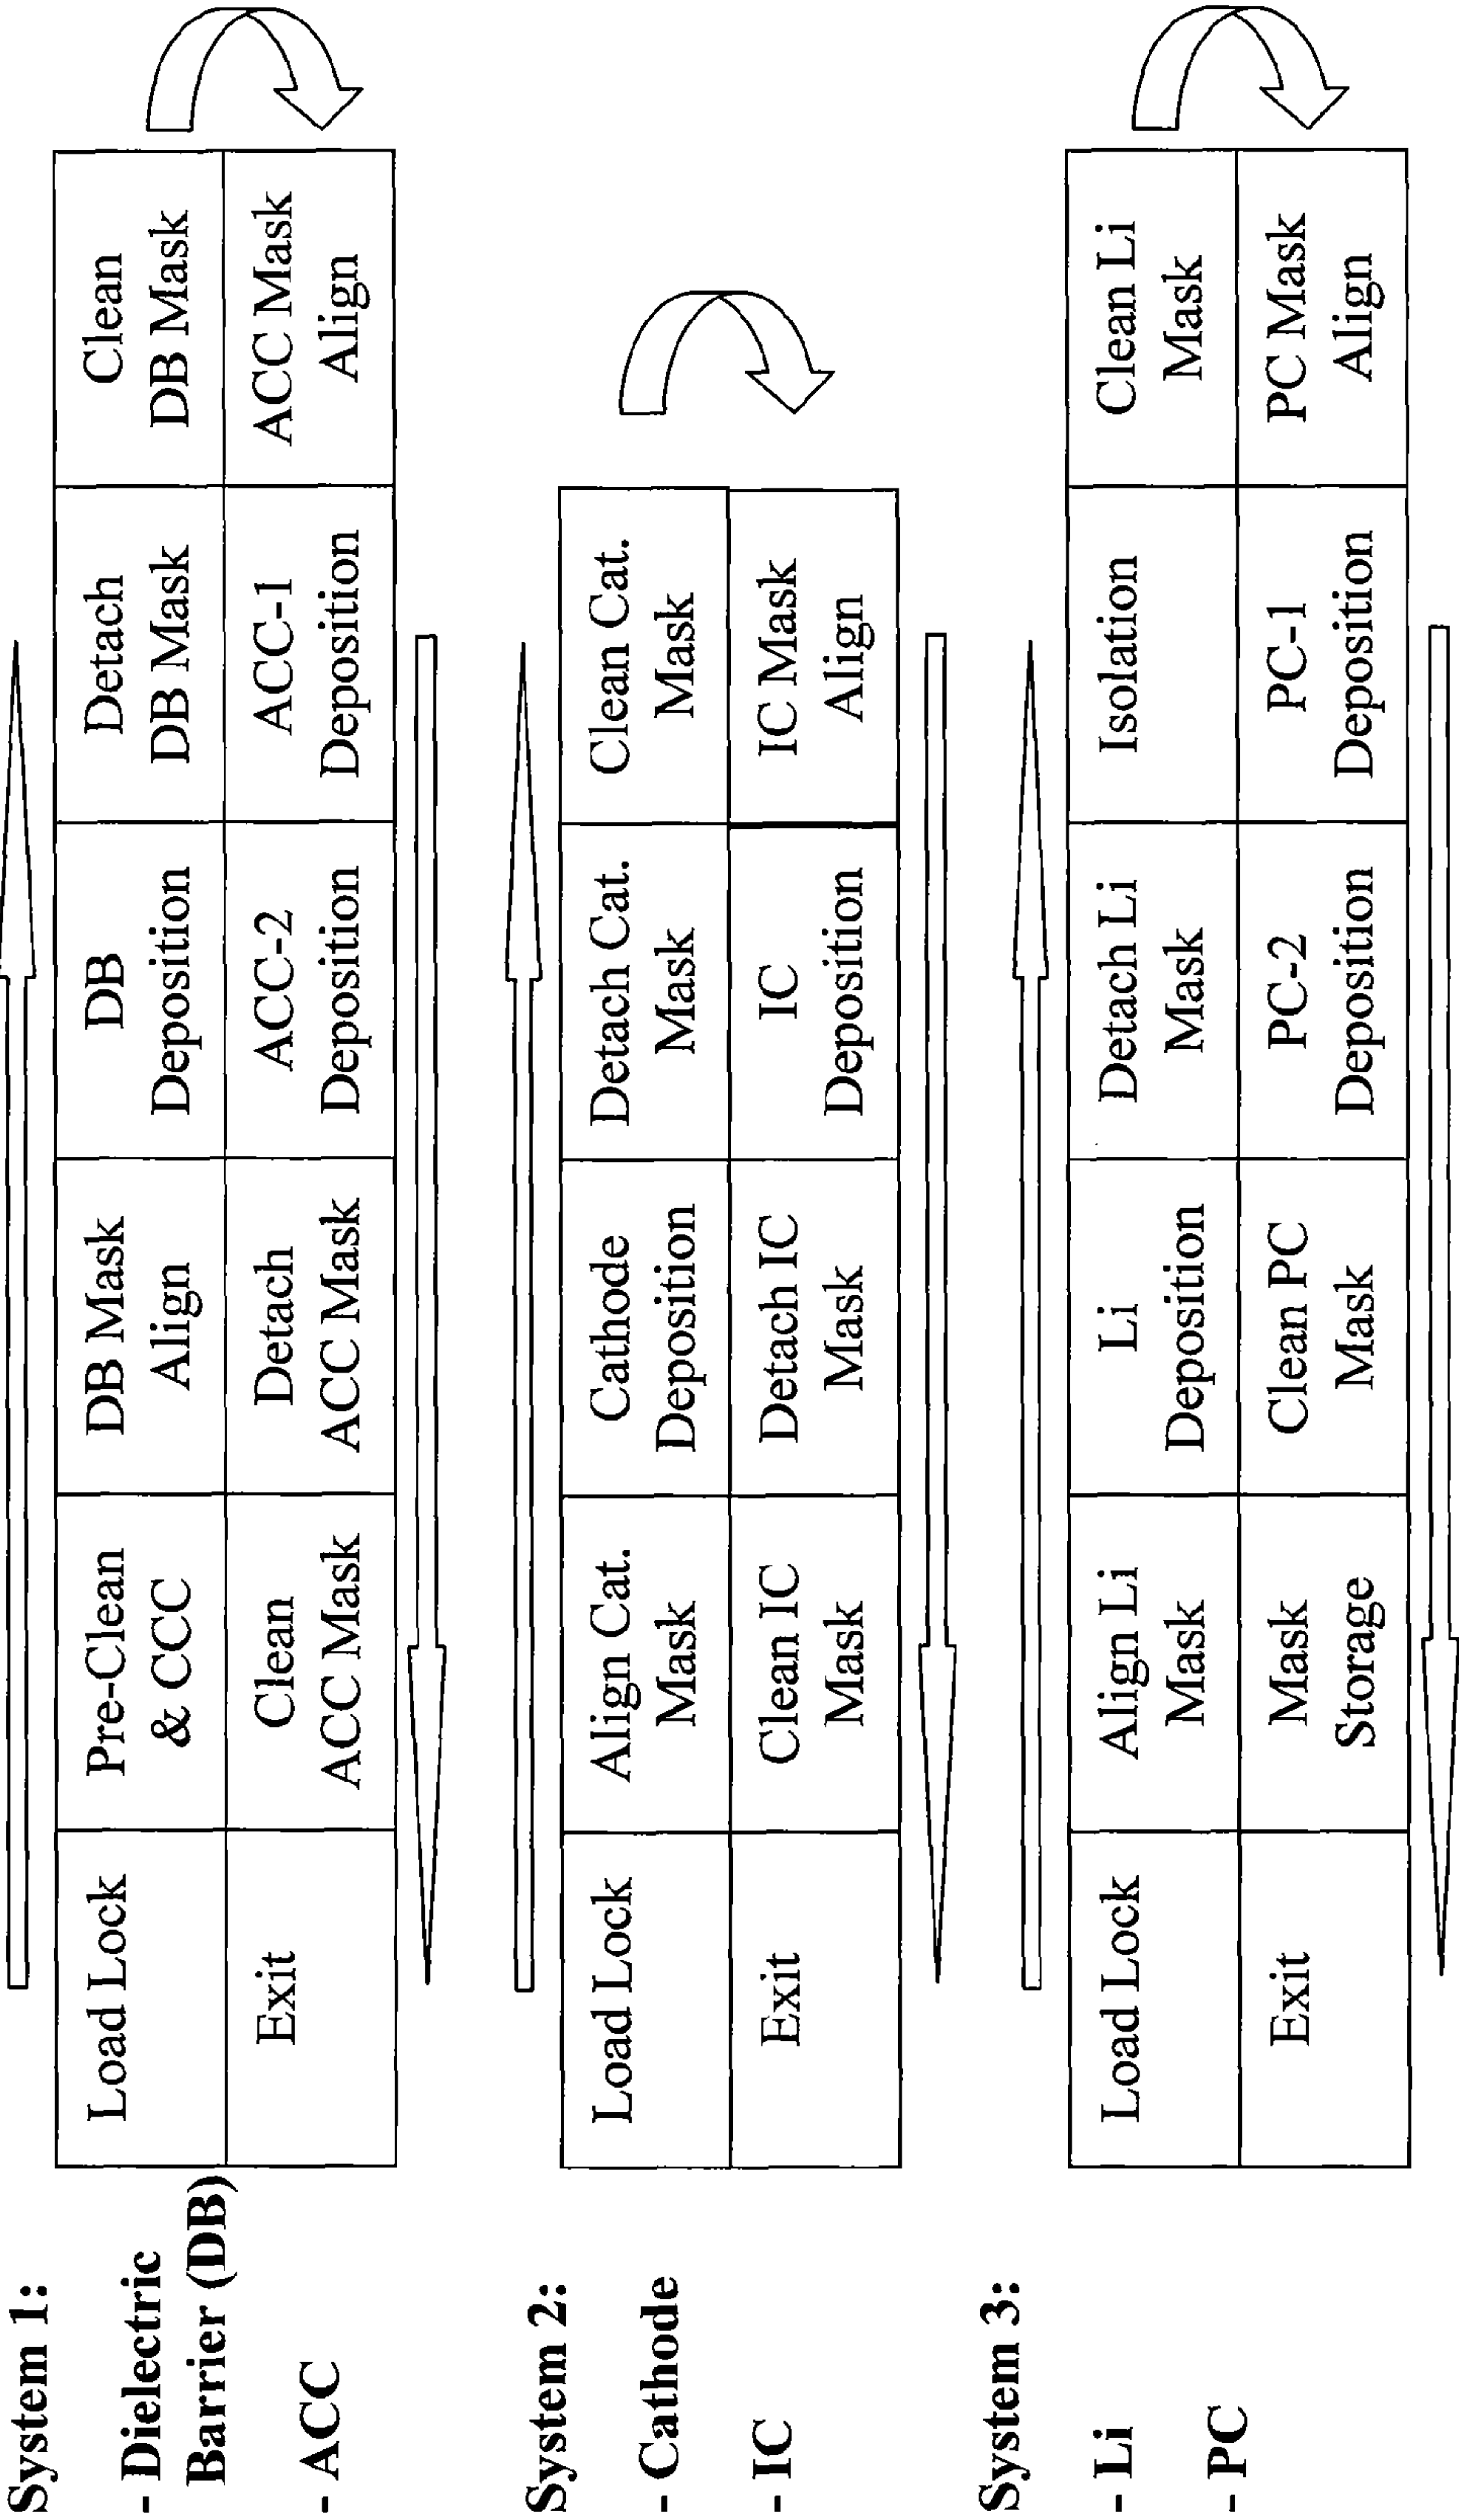 System 1:
- Dielectric
Barrier (DB)
- ACC
Load Lock
Pre-Clean
& CCC
DB Mask
Align
DB
Deposition
Detach
DB Mask
Clean
DB Mask
Exit
Clean
ACC Mask
Detach
ACC Mask
ACC-2
Deposition
ACC-1
Deposition
ACC Mask
Align
System 2:
- Cathode
- IC
Load Lock
Align Cat.
Mask
Cathode
Deposition
Detach Cat.
Mask
Clean Cat.
Mask
Exit
Clean IC
Mask
Detach IC
Mask
IC
Deposition
IC Mask
Align
System 3:
- Li
- PC
Load Lock
Align Li
Mask
Li
Deposition
Detach Li
Mask
Isolation
Clean Li
Mask
Exit
Mask
Storage
Clean PC
Mask
PC-2
Deposition
PC-1
Deposition
PC Mask
Align